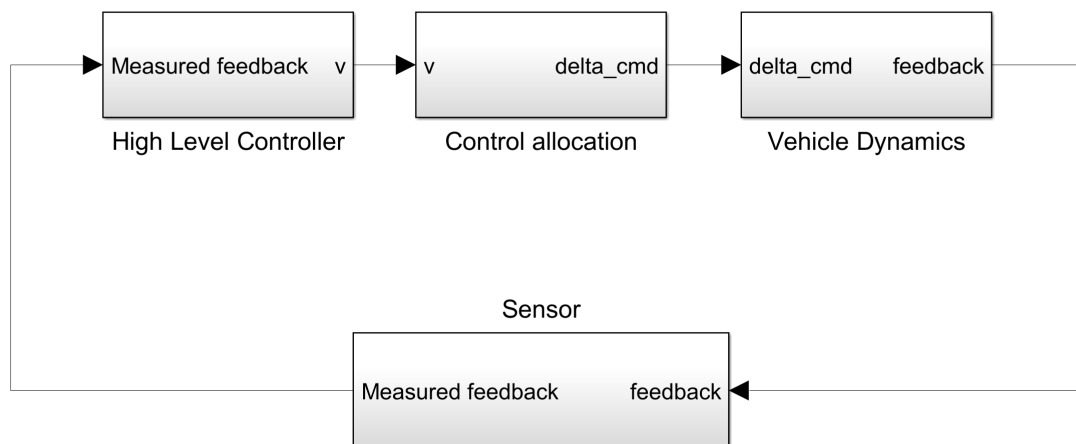 Measured feedback v
v delta_cmd
delta_cmd feedback
High Level Controller
Control allocation
Vehicle Dynamics
Sensor
Measured feedback feedback